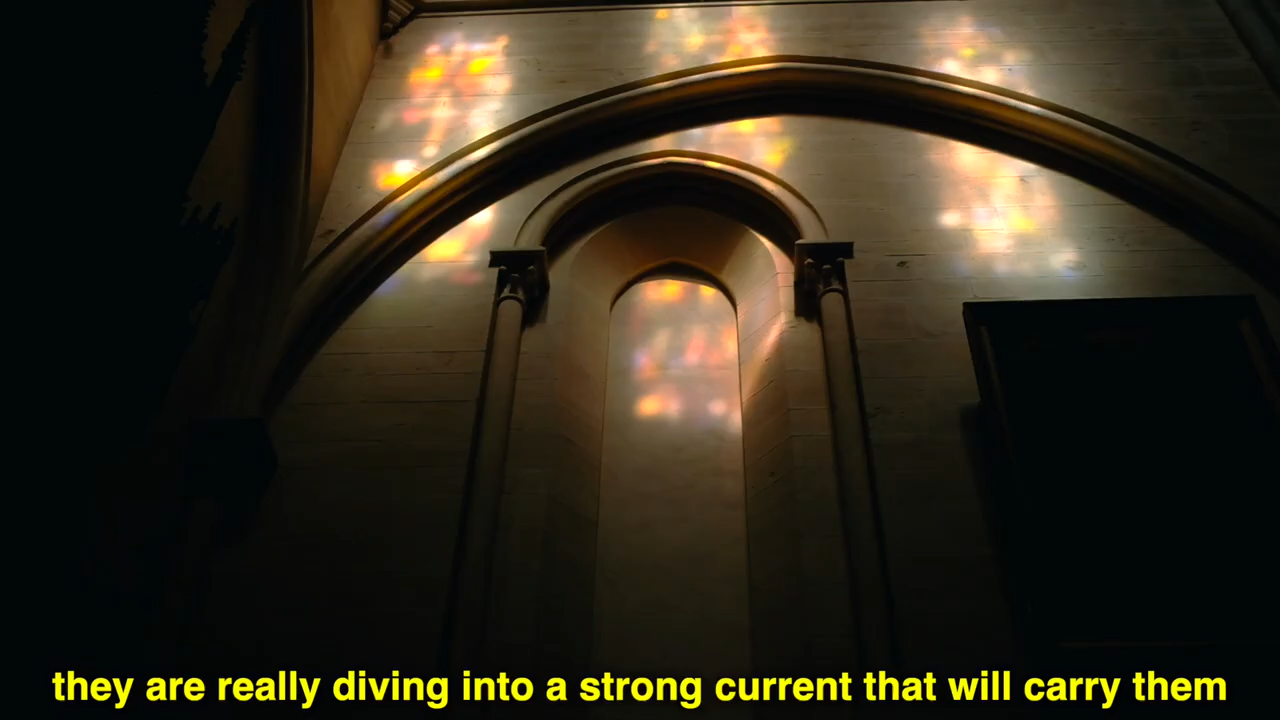 they are really diving into a strong current that will carry them